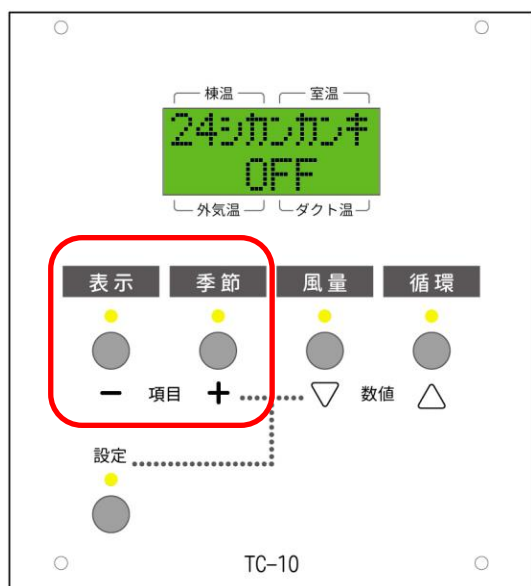 棟温 室温
24シカンカンキ
OFF
外気温 ダクト温
表示 季節 風量 循環
− 項目 + ▽ 数値 △
設定
TC-10